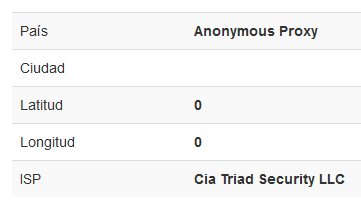 País Anonymous Proxy
Ciudad
Latitud 0
Longitud 0
ISP Cia Triad Security LLC